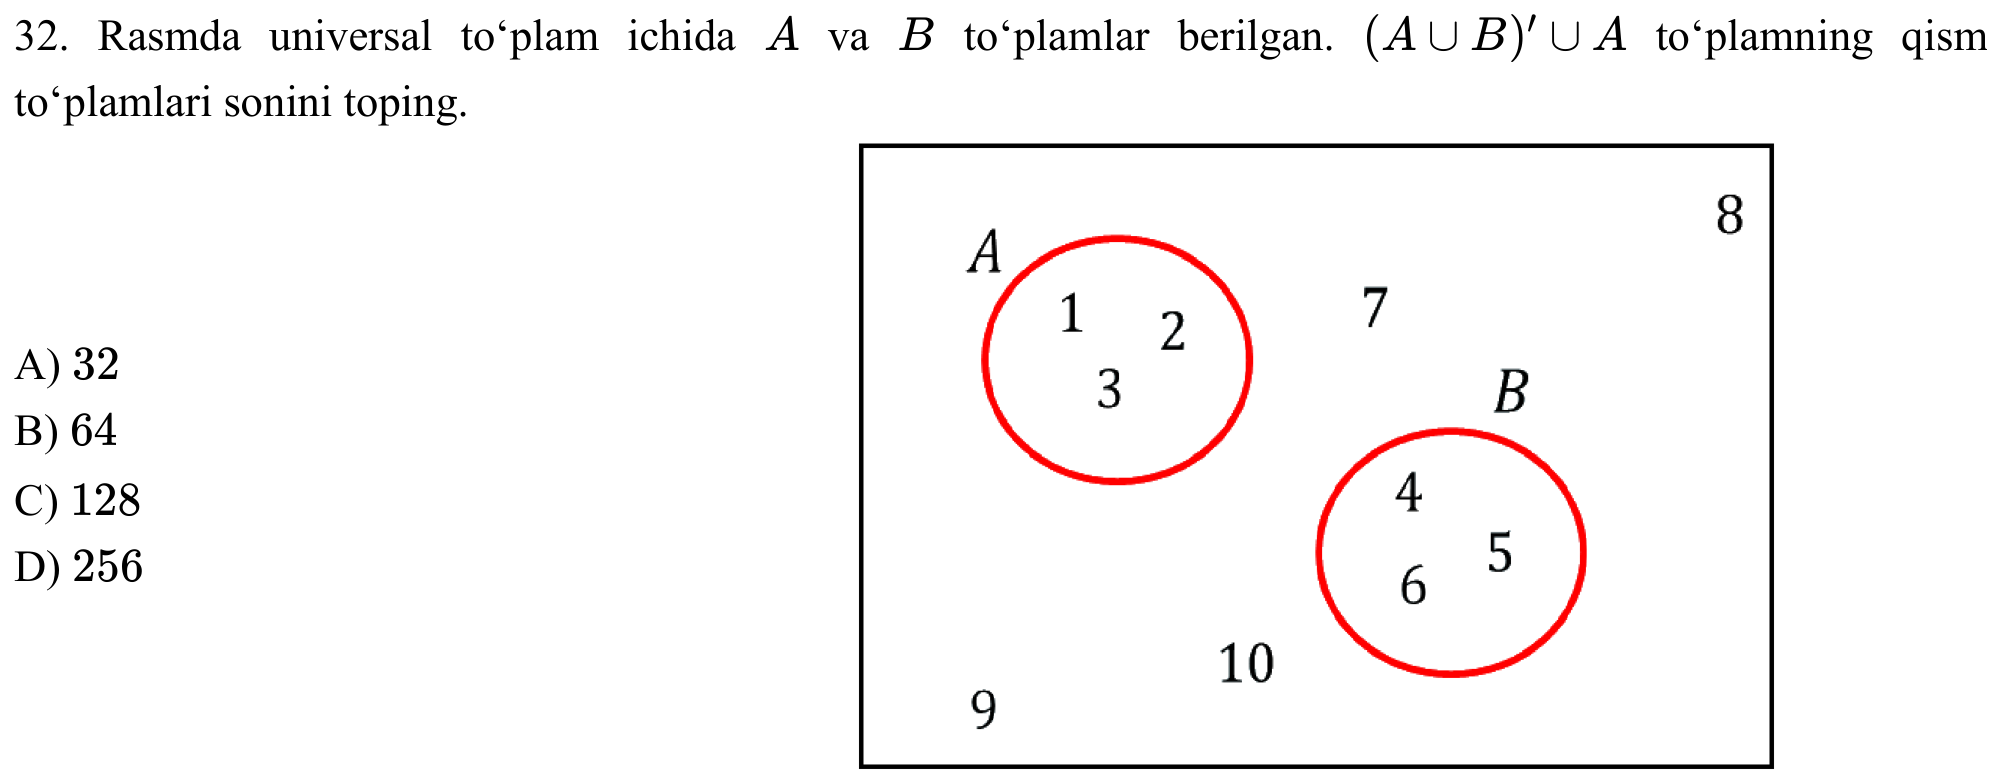 32. Rasmda universal to‘plam ichida A va B to‘plamlar berilgan. (A ∪ B)′ ∪ A to‘plamning qism
to‘plamlari sonini toping.
A) 32
B) 64
C) 128
D) 256
8
A
1
2
7
3
B
4
5
6
10
9